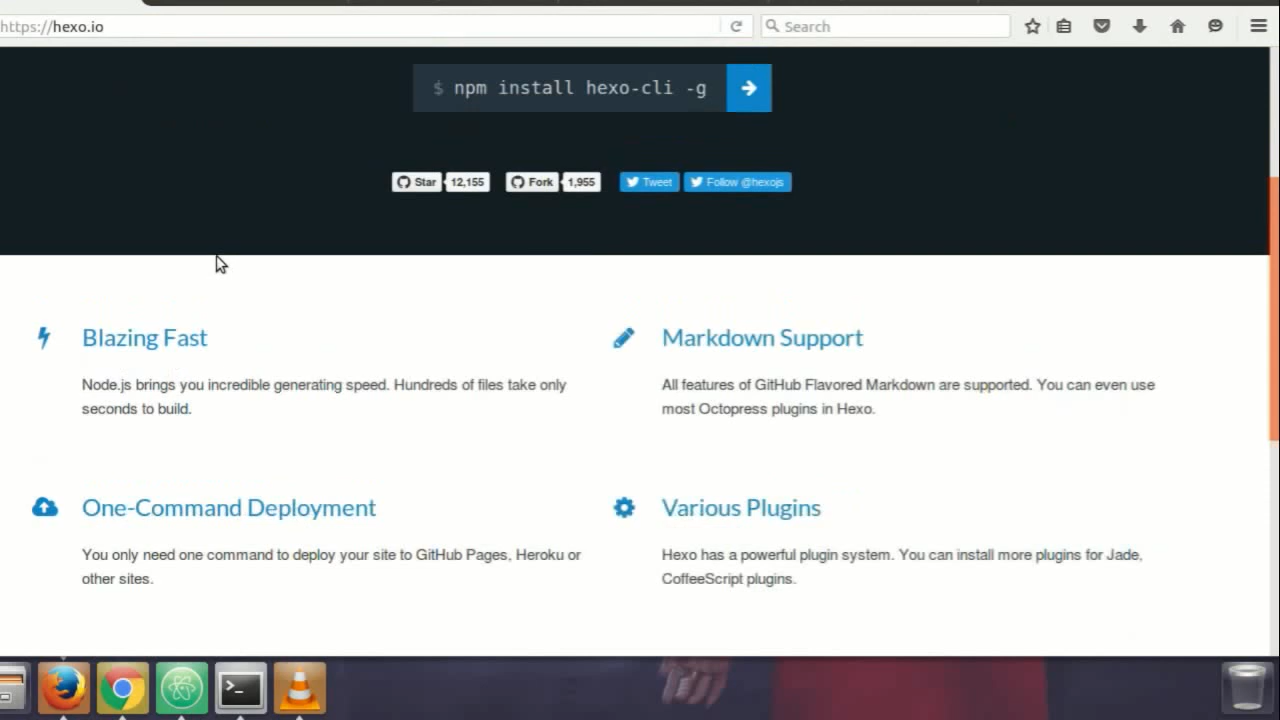 https://hexo.io
Search
$ npm install hexo-cli -g
Star 12,155 Fork 1,955 Tweet Follow @hexojs
Blazing Fast
Node.js brings you incredible generating speed. Hundreds of files take only
seconds to build.
Markdown Support
All features of GitHub Flavored Markdown are supported. You can even use
most Octopress plugins in Hexo.
One-Command Deployment
You only need one command to deploy your site to GitHub Pages, Heroku or
other sites.
Various Plugins
Hexo has a powerful plugin system. You can install more plugins for Jade,
CoffeeScript plugins.